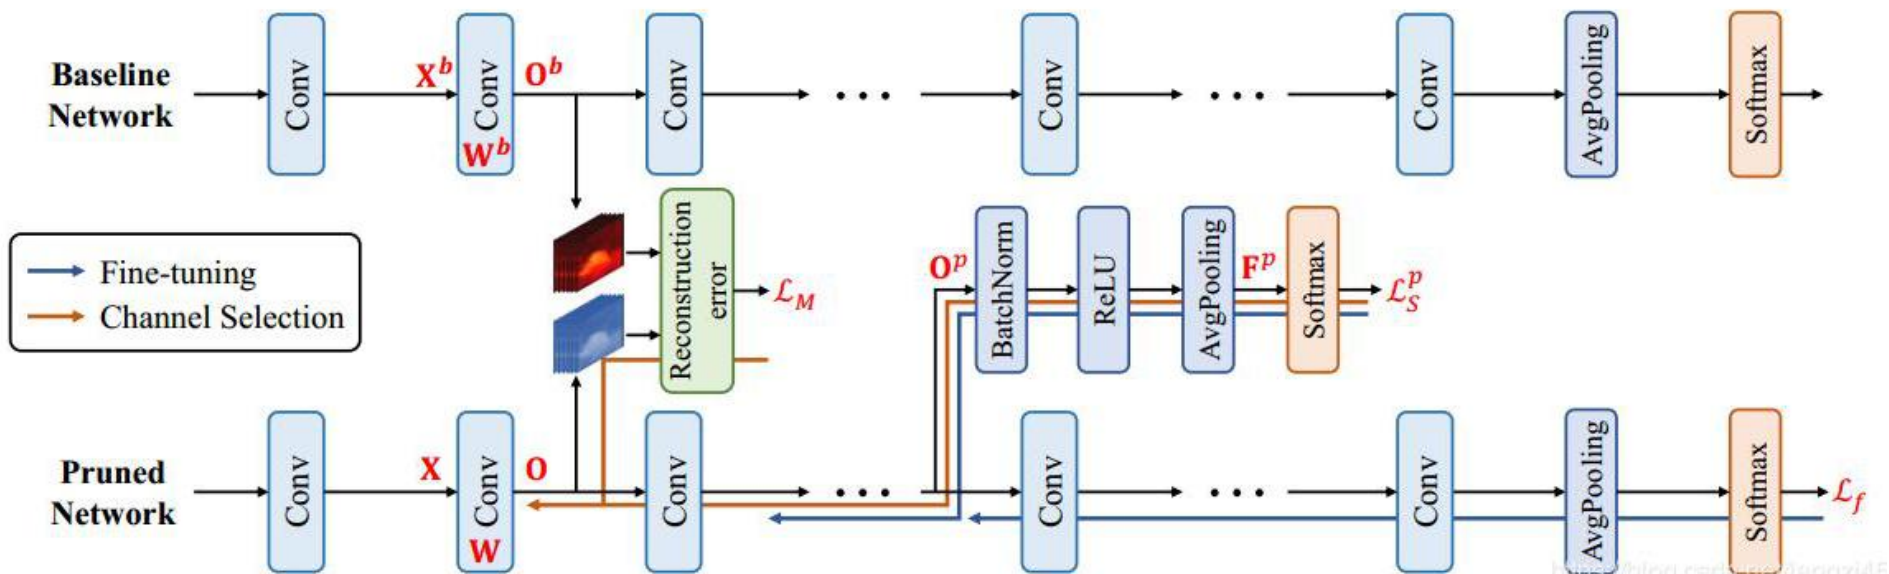 Baseline
Network
Conv
X^b
Conv
W^b
O^b
Conv
...
Conv
...
Conv
AvgPooling
Softmax
Fine-tuning
Channel Selection
Reconstruction
error
ℒ_M
O^p
BatchNorm
ReLU
AvgPooling
F^p
Softmax
ℒ_S^p
Pruned
Network
Conv
X
Conv
W
O
Conv
...
Conv
...
Conv
AvgPooling
Softmax
ℒ_f